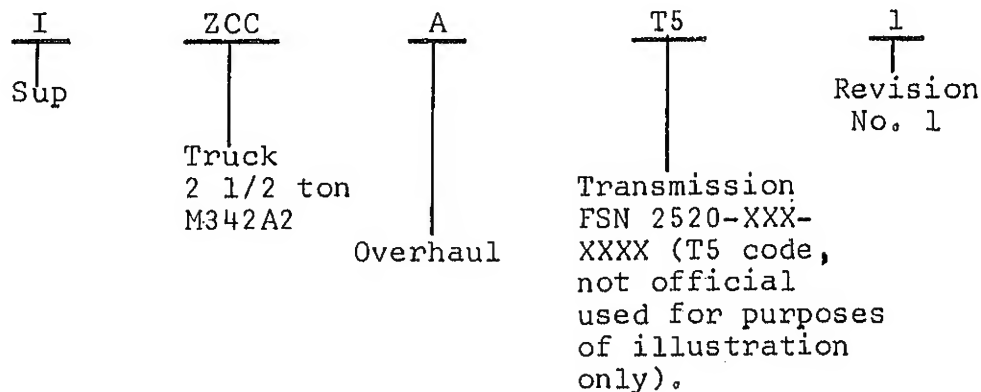 I ZCC A T5 1
Sup
Revision
No. 1
Truck
2 1/2 ton
M342A2
Overhaul
Transmission
FSN 2520-XXX-
XXXX (T5 code,
not official
used for purposes
of illustration
only).